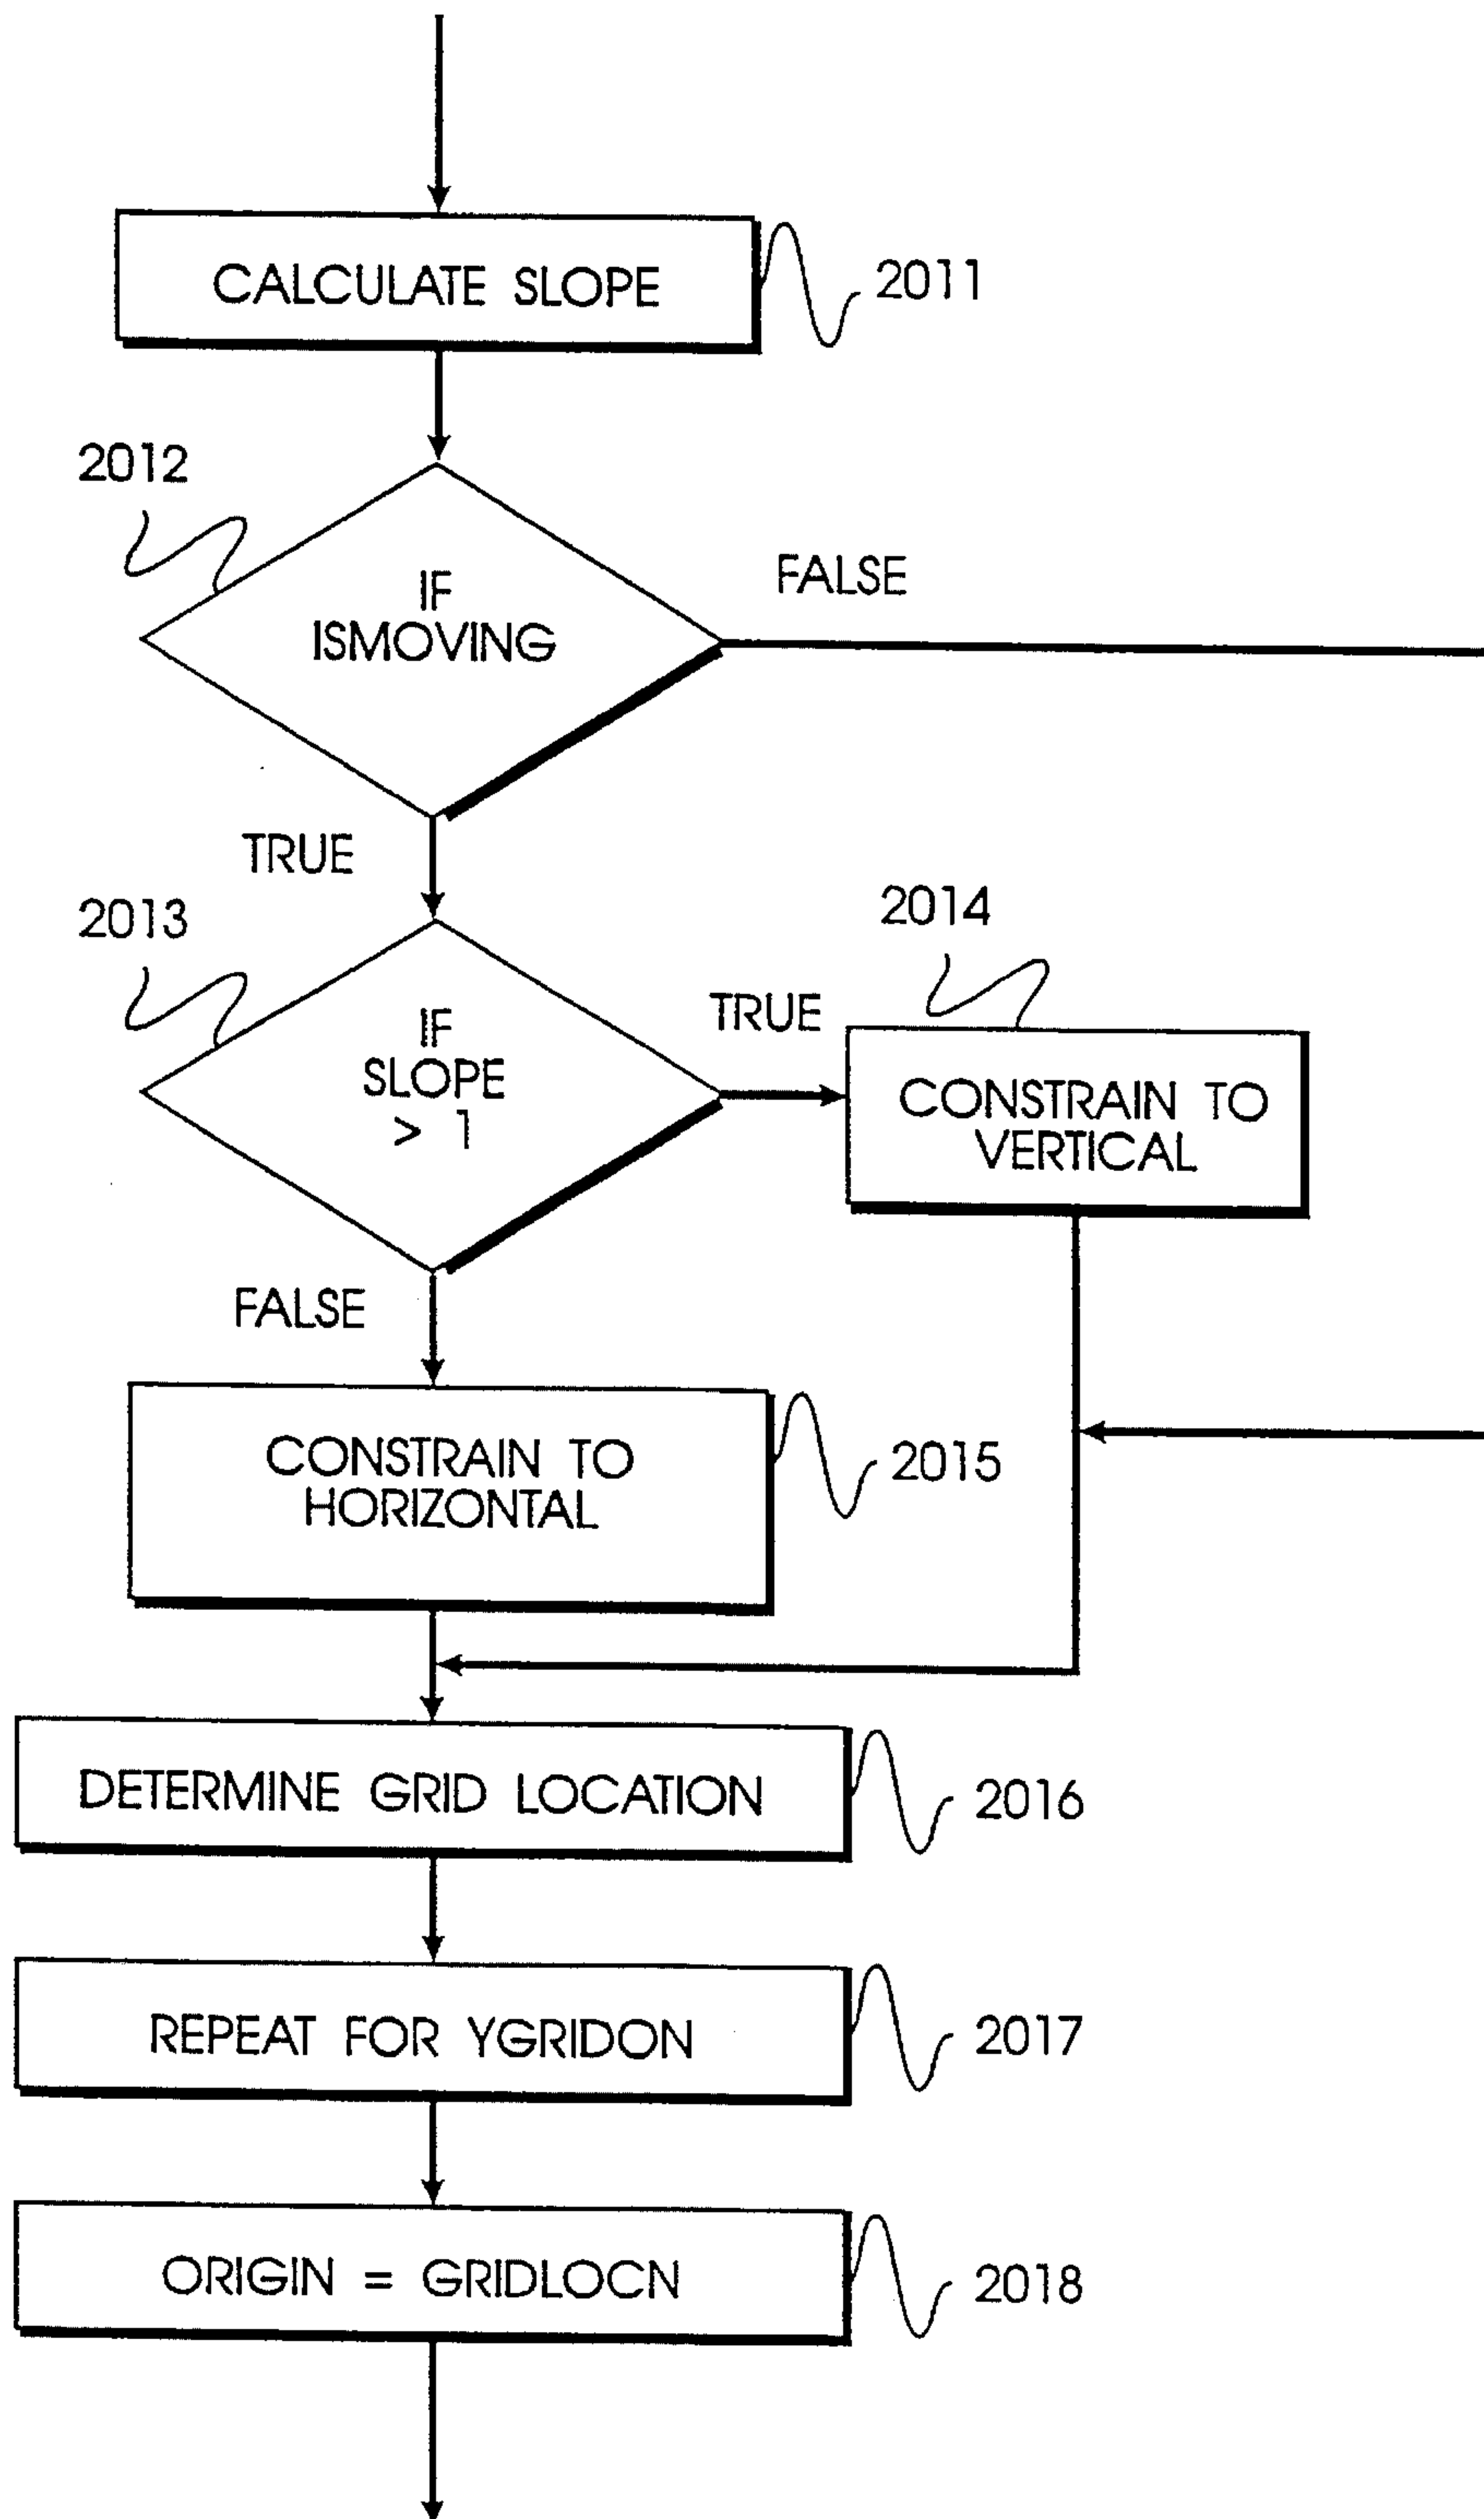 CALCULATE SLOPE
2011
2012
IF
ISMOVING
FALSE
TRUE
2013
IF
SLOPE
> 1
TRUE
2014
CONSTRAIN TO
VERTICAL
FALSE
CONSTRAIN TO
HORIZONTAL
2015
DETERMINE GRID LOCATION
2016
REPEAT FOR YGRIDON
2017
ORIGIN = GRIDLOCN
2018